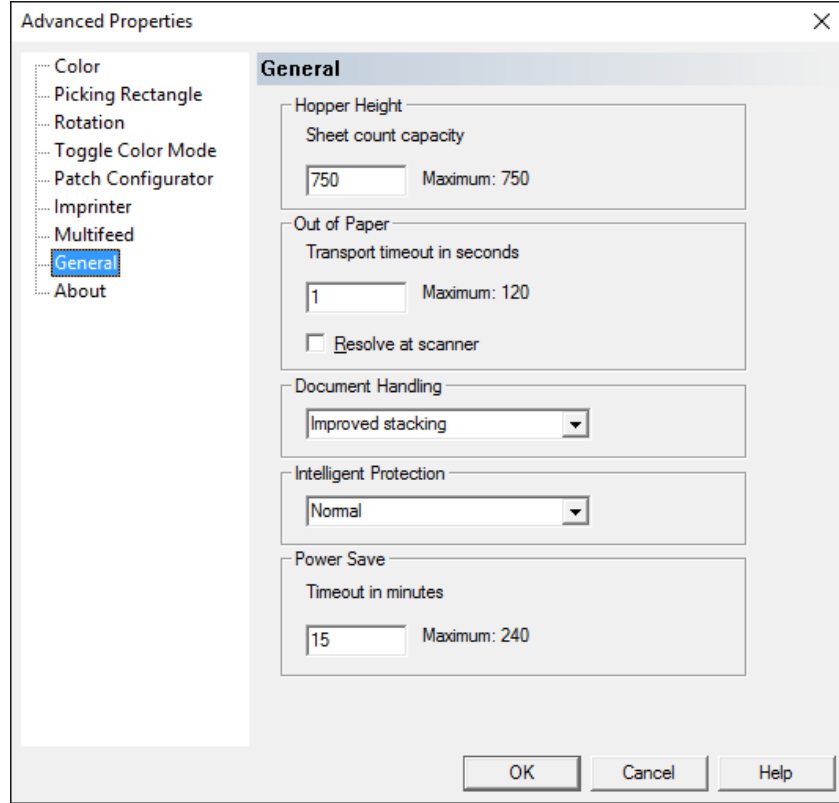 Advanced Properties
Color
Picking Rectangle
Rotation
Toggle Color Mode
Patch Configurator
Imprinter
Multifeed
General
About
General
Hopper Height
Sheet count capacity
750 Maximum: 750
Out of Paper
Transport timeout in seconds
1 Maximum: 120
Resolve at scanner
Document Handling
Improved stacking
Intelligent Protection
Normal
Power Save
Timeout in minutes
15 Maximum: 240
OK Cancel Help